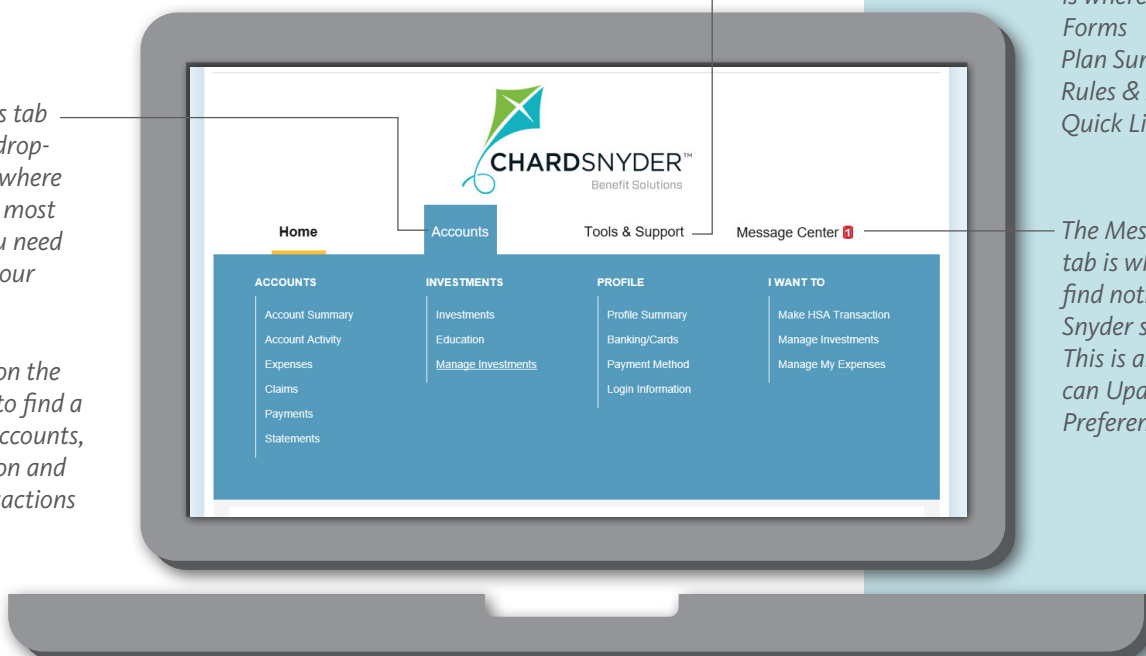 s tab
drop-
where
most
u need
our
on the
to find a
ccounts,
on and
sactions
CHARDSNYDER™
Benefit Solutions
Home Accounts Tools & Support Message Center 1
ACCOUNTS
Account Summary
Account Activity
Expenses
Claims
Payments
Statements
INVESTMENTS
Investments
Education
Manage Investments
PROFILE
Profile Summary
Banking/Cards
Payment Method
Login Information
I WANT TO
Make HSA Transaction
Manage Investments
Manage My Expenses
is where
Forms
Plan Sur
Rules &
Quick Li
The Mes
tab is wh
find noti
Snyder s
This is a
can Upa
Preferen